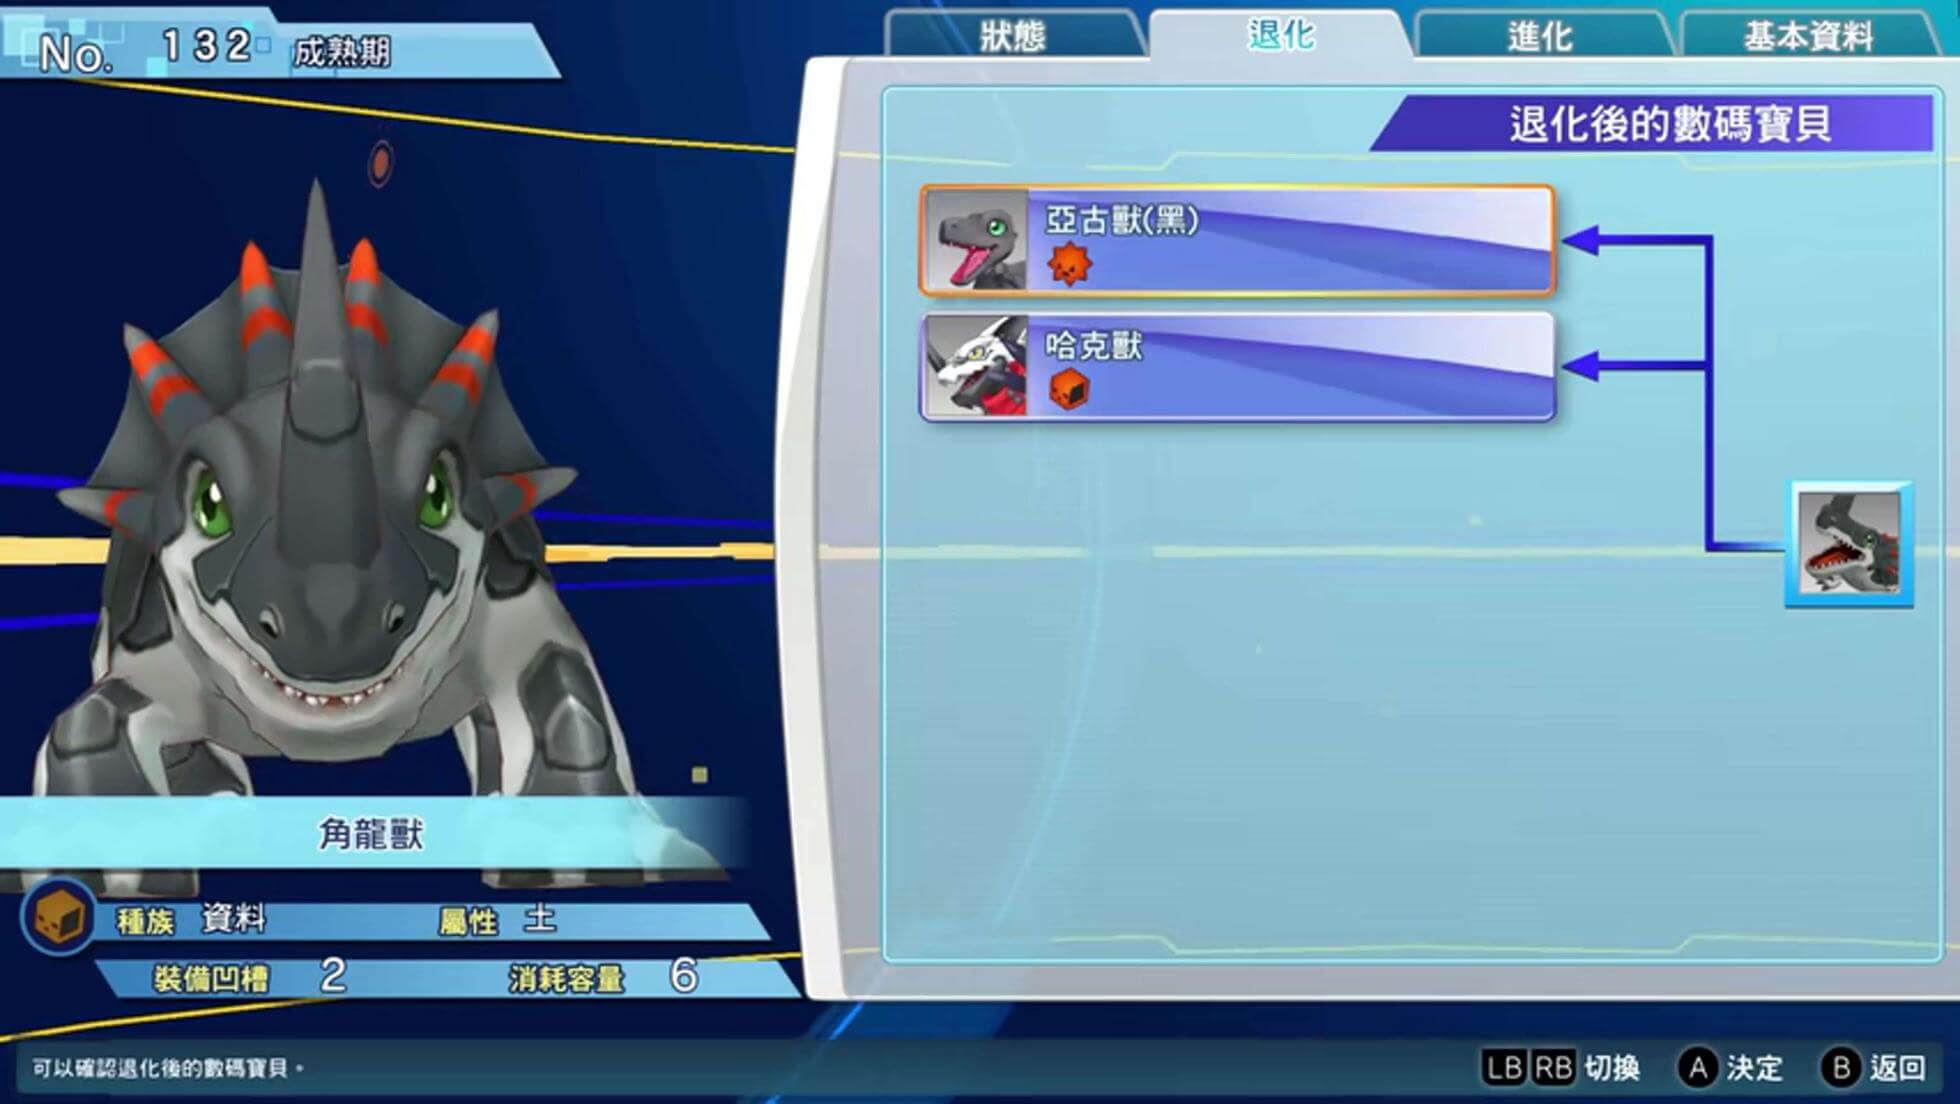 No. 132 成熟期
狀態 退化 進化 基本資料
退化後的數碼寶貝
亞古獸(黑)
哈克獸
角龍獸
種族 資料 屬性 土
裝備凹槽 2 消耗容量 6
可以確認退化後的數碼寶貝。
LB RB 切換 A 決定 B 返回